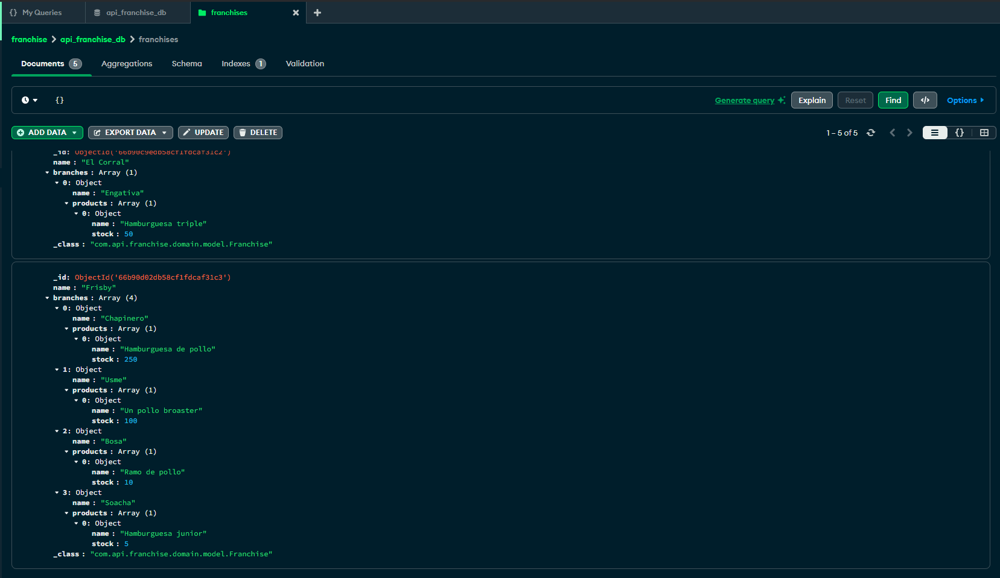 {} My Queries
api_franchise_db
franchises
franchise > api_franchise_db > franchises
Documents 5
Aggregations
Schema
Indexes 1
Validation
{}
Generate query
Explain
Reset
Find
</>
Options
ADD DATA
EXPORT DATA
UPDATE
DELETE
1 – 5 of 5
{}
_id: ObjectId('66b90c9edb58cf1fdcaf31c2')
name : "El Corral"
branches : Array (1)
0: Object
name : "Engativa"
products : Array (1)
0: Object
name : "Hamburguesa triple"
stock : 50
_class : "com.api.franchise.domain.model.Franchise"
_id: ObjectId('66b90d02db58cf1fdcaf31c3')
name : "Frisby"
branches : Array (4)
0: Object
name : "Chapinero"
products : Array (1)
0: Object
name : "Hamburguesa de pollo"
stock : 250
1: Object
name : "Usme"
products : Array (1)
0: Object
name : "Un pollo broaster"
stock : 100
2: Object
name : "Bosa"
products : Array (1)
0: Object
name : "Ramo de pollo"
stock : 10
3: Object
name : "Soacha"
products : Array (1)
0: Object
name : "Hamburguesa junior"
stock : 5
_class : "com.api.franchise.domain.model.Franchise"